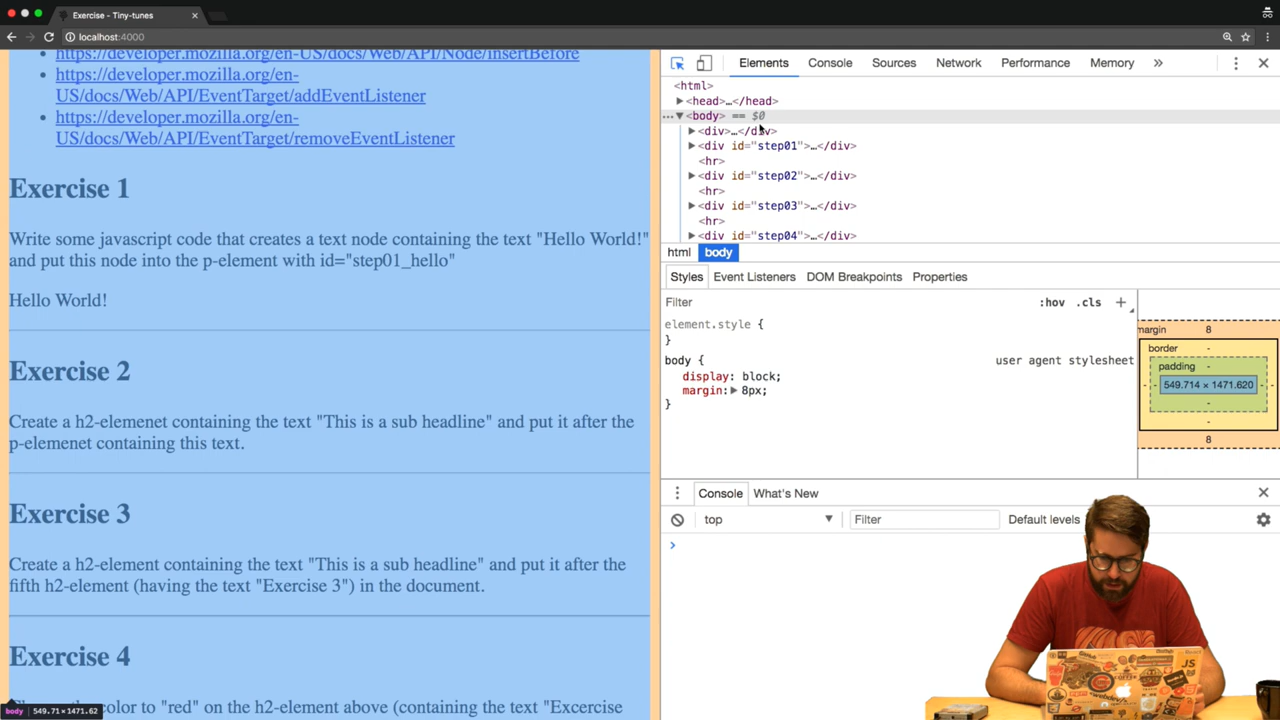 Exercise - Tiny-tunes
localhost:4000
https://developer.mozilla.org/en-US/docs/Web/API/Node/insertBefore
https://developer.mozilla.org/en-
US/docs/Web/API/EventTarget/addEventListener
https://developer.mozilla.org/en-
US/docs/Web/API/EventTarget/removeEventListener
Exercise 1
Write some javascript code that creates a text node containing the text "Hello World!"
and put this node into the p-element with id="step01_hello"
Hello World!
Exercise 2
Create a h2-elemenet containing the text "This is a sub headline" and put it after the
p-elemenet containing this text.
Exercise 3
Create a h2-element containing the text "This is a sub headline" and put it after the
fifth h2-element (having the text "Exercise 3") in the document.
Exercise 4
color to "red" on the h2-element above (containing the text "Excercise
body 549.71×1471.62
Elements Console Sources Network Performance Memory »
<html>
▶<head>…</head>
…▼<body> == $0
▶<div>…</div>
▶<div id="step01">…</div>
<hr>
▶<div id="step02">…</div>
<hr>
▶<div id="step03">…</div>
<hr>
▶<div id="step04">…</div>
html body
Styles Event Listeners DOM Breakpoints Properties
Filter :hov .cls +
element.style {
}
body { user agent stylesheet
display: block;
margin:▶ 8px;
}
margin 8
border -
padding -
- - 549.714 × 1471.620 - -
-
-
8
Console What's New
top ▼ Filter Default levels
>
JS